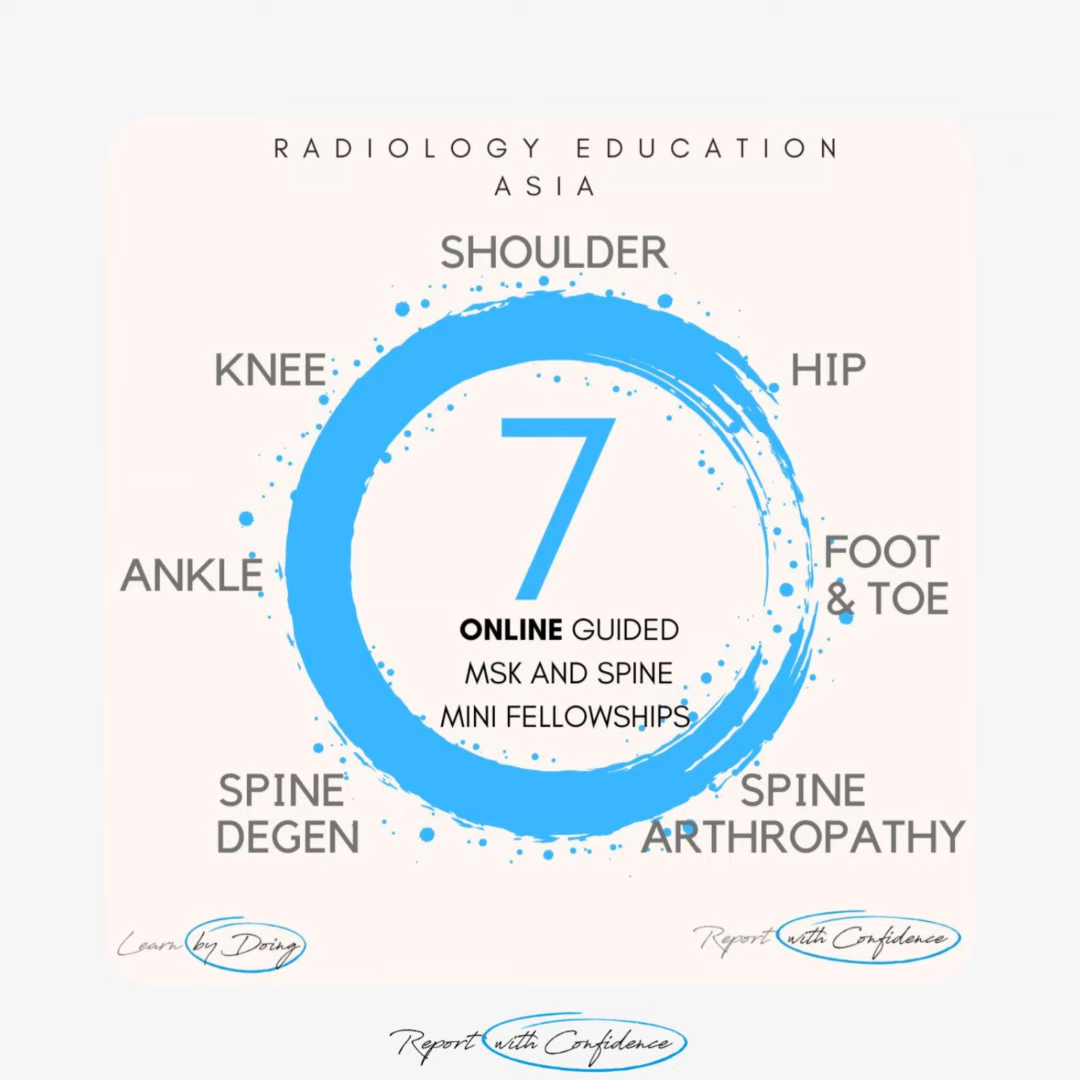 RADIOLOGY EDUCATION
ASIA
SHOULDER
KNEE
HIP
7
ANKLE
FOOT
& TOE
ONLINE GUIDED
MSK AND SPINE
MINI FELLOWSHIPS
SPINE
DEGEN
SPINE
ARTHROPATHY
Learn by Doing
Report with Confidence
Report with Confidence